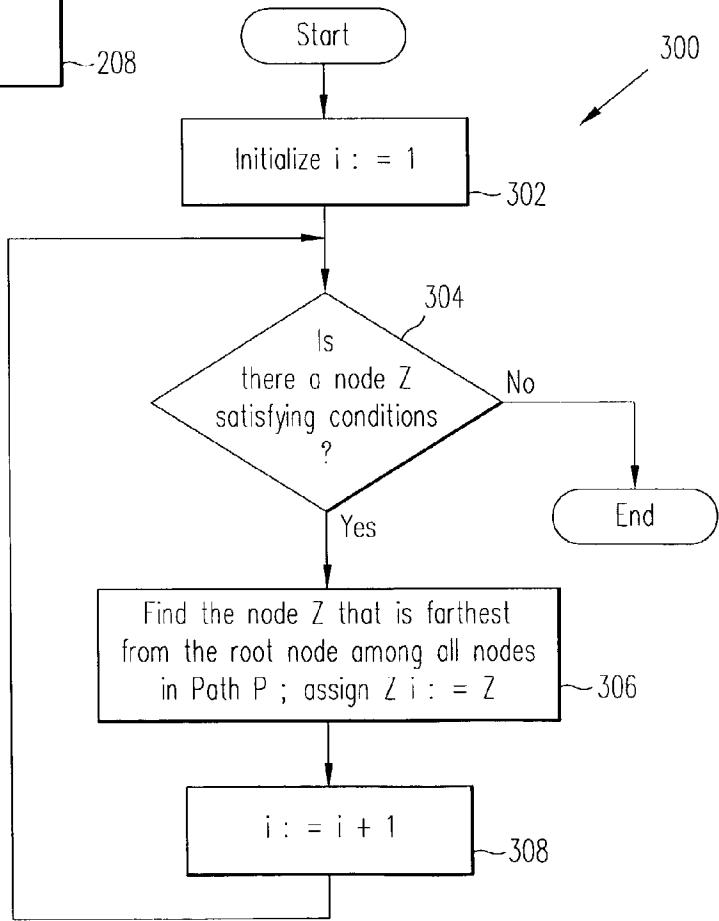 208
Start
300
Initialize i : = 1
302
304
Is
there a node Z
satisfying conditions
?
No
End
Yes
Find the node Z that is farthest
from the root node among all nodes
in Path P ; assign Z i : = Z
306
i : = i + 1
308